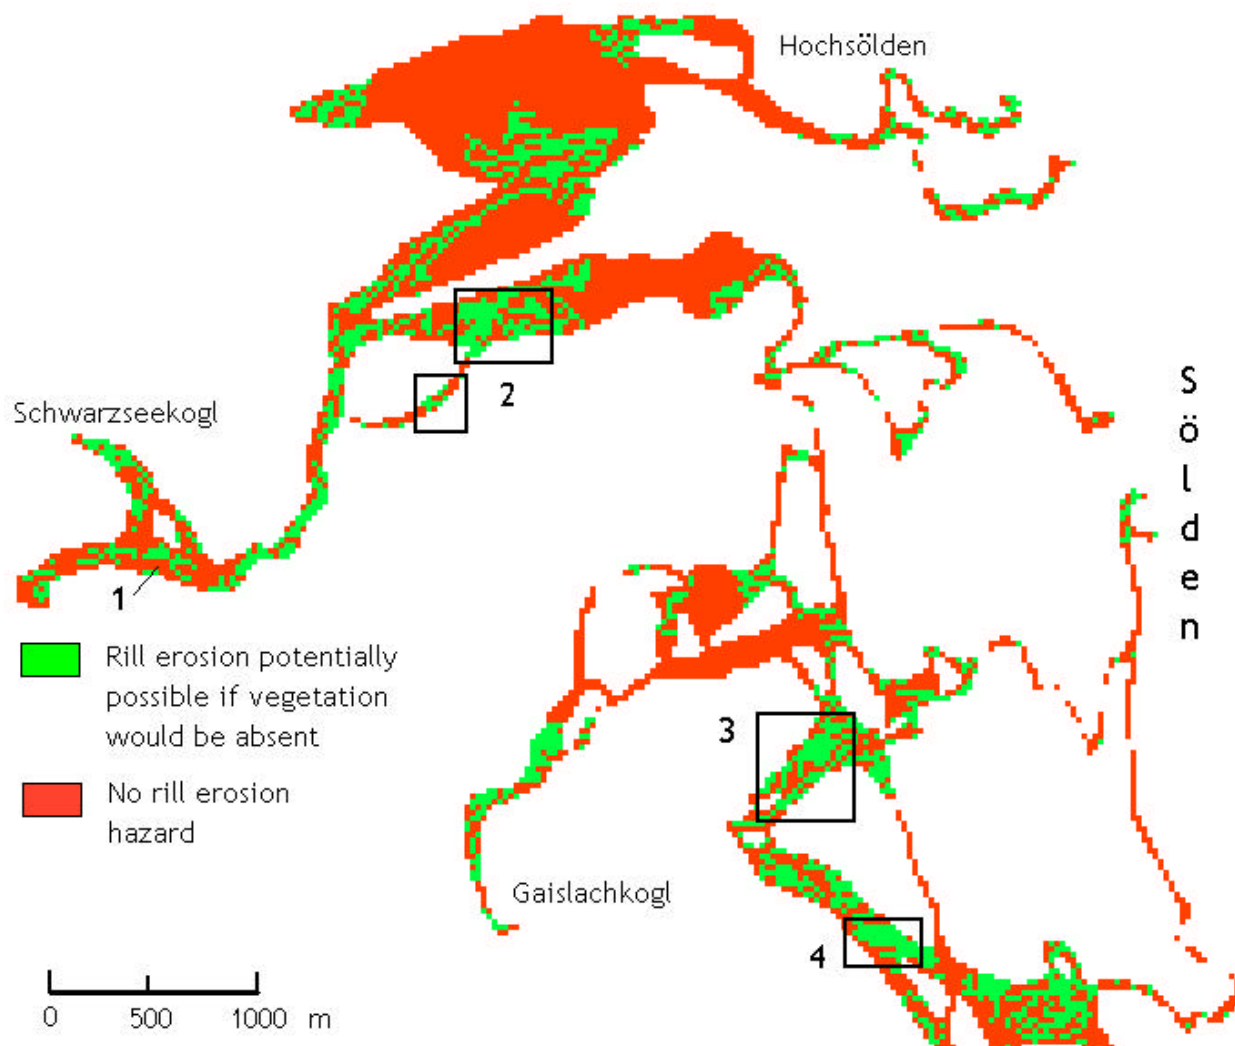 Hochsölden
Sölden
2
Schwarzseekogl
1
Rill erosion potentially
possible if vegetation
would be absent
3
No rill erosion
hazard
Gaislachkogl
4
0 500 1000 m